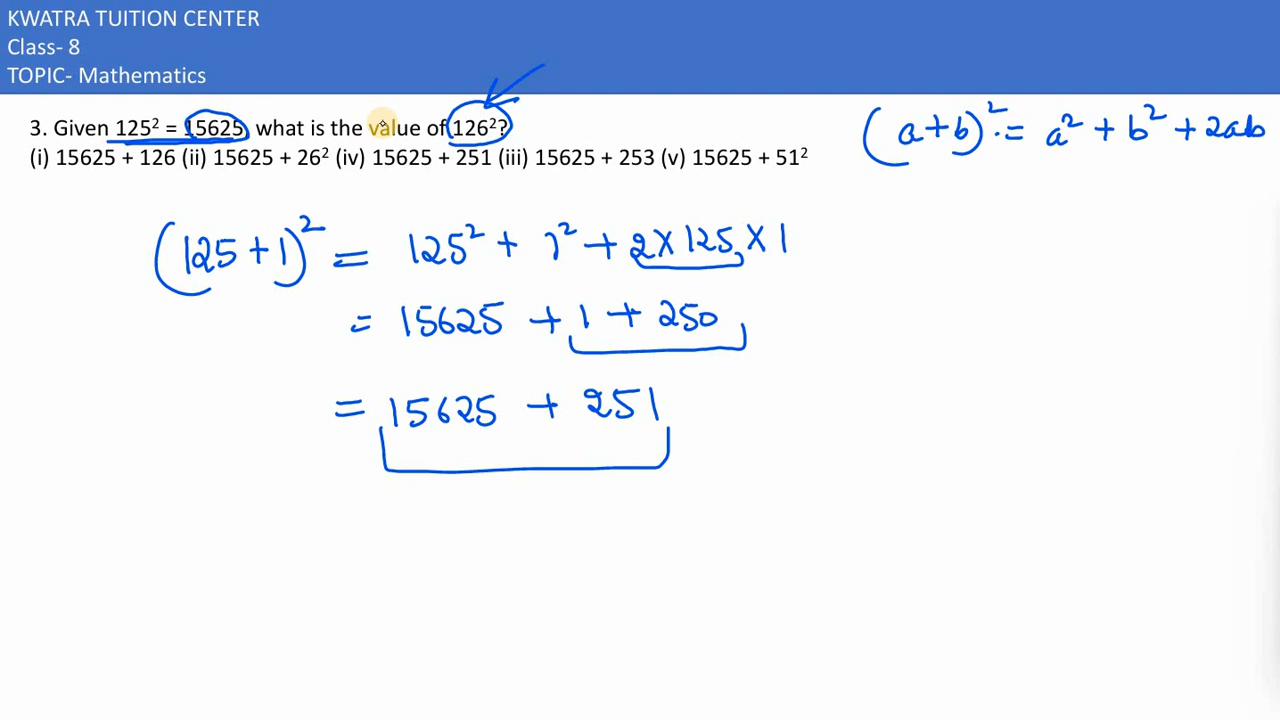 KWATRA TUITION CENTER
Class- 8
TOPIC- Mathematics
3. Given 125² = 15625, what is the value of 126²?
(i) 15625 + 126 (ii) 15625 + 26² (iv) 15625 + 251 (iii) 15625 + 253 (v) 15625 + 51²
(a+b)² = a² + b² + 2ab
(125+1)² = 125² + 1² + 2×125×1
= 15625 + 1 + 250
= 15625 + 251